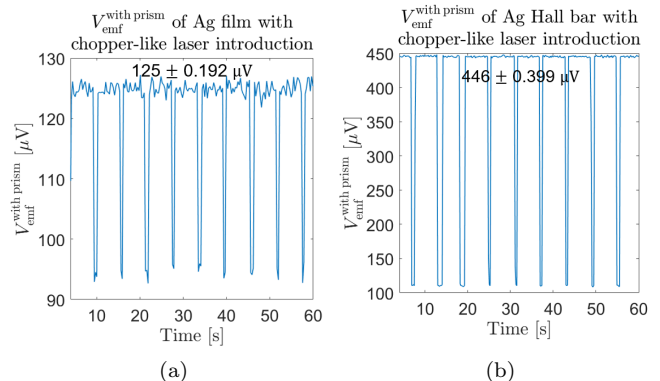 V_emf^with prism of Ag film with
chopper-like laser introduction
125 ± 0.192 μV
130
120
110
100
90
V_emf^with prism [μV]
10 20 30 40 50 60
Time [s]
(a)
V_emf^with prism of Ag Hall bar with
chopper-like laser introduction
446 ± 0.399 μV
450
400
350
300
250
200
150
100
V_emf^with prism [μV]
10 20 30 40 50 60
Time [s]
(b)